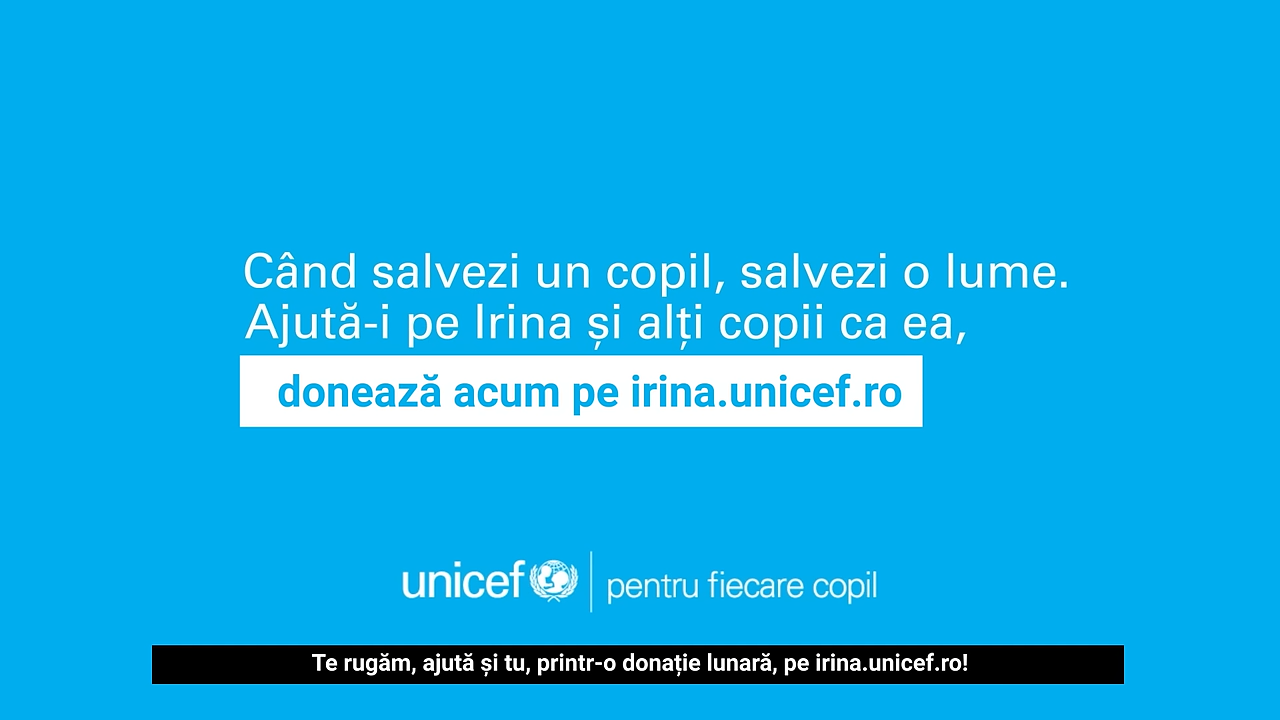 Când salvezi un copil, salvezi o lume.
Ajută-i pe Irina și alți copii ca ea,
donează acum pe irina.unicef.ro
unicef pentru fiecare copil
Te rugăm, ajută și tu, printr-o donație lunară, pe irina.unicef.ro!